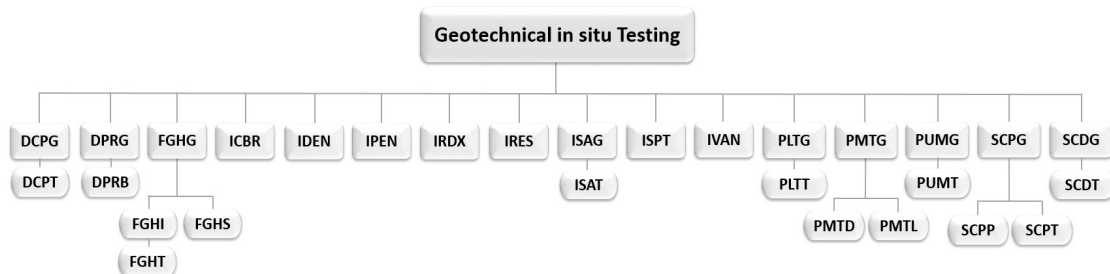 Geotechnical in situ Testing
DCPG DPRG FGHG ICBR IDEN IPEN IRDX IRES ISAG ISPT IVAN PLTG PMTG PUMG SCPG SCDG
DCPT DPRB ISAT PLTT PUMT SCDT
FGHI FGHS PMTD PMTL SCPP SCPT
FGHT